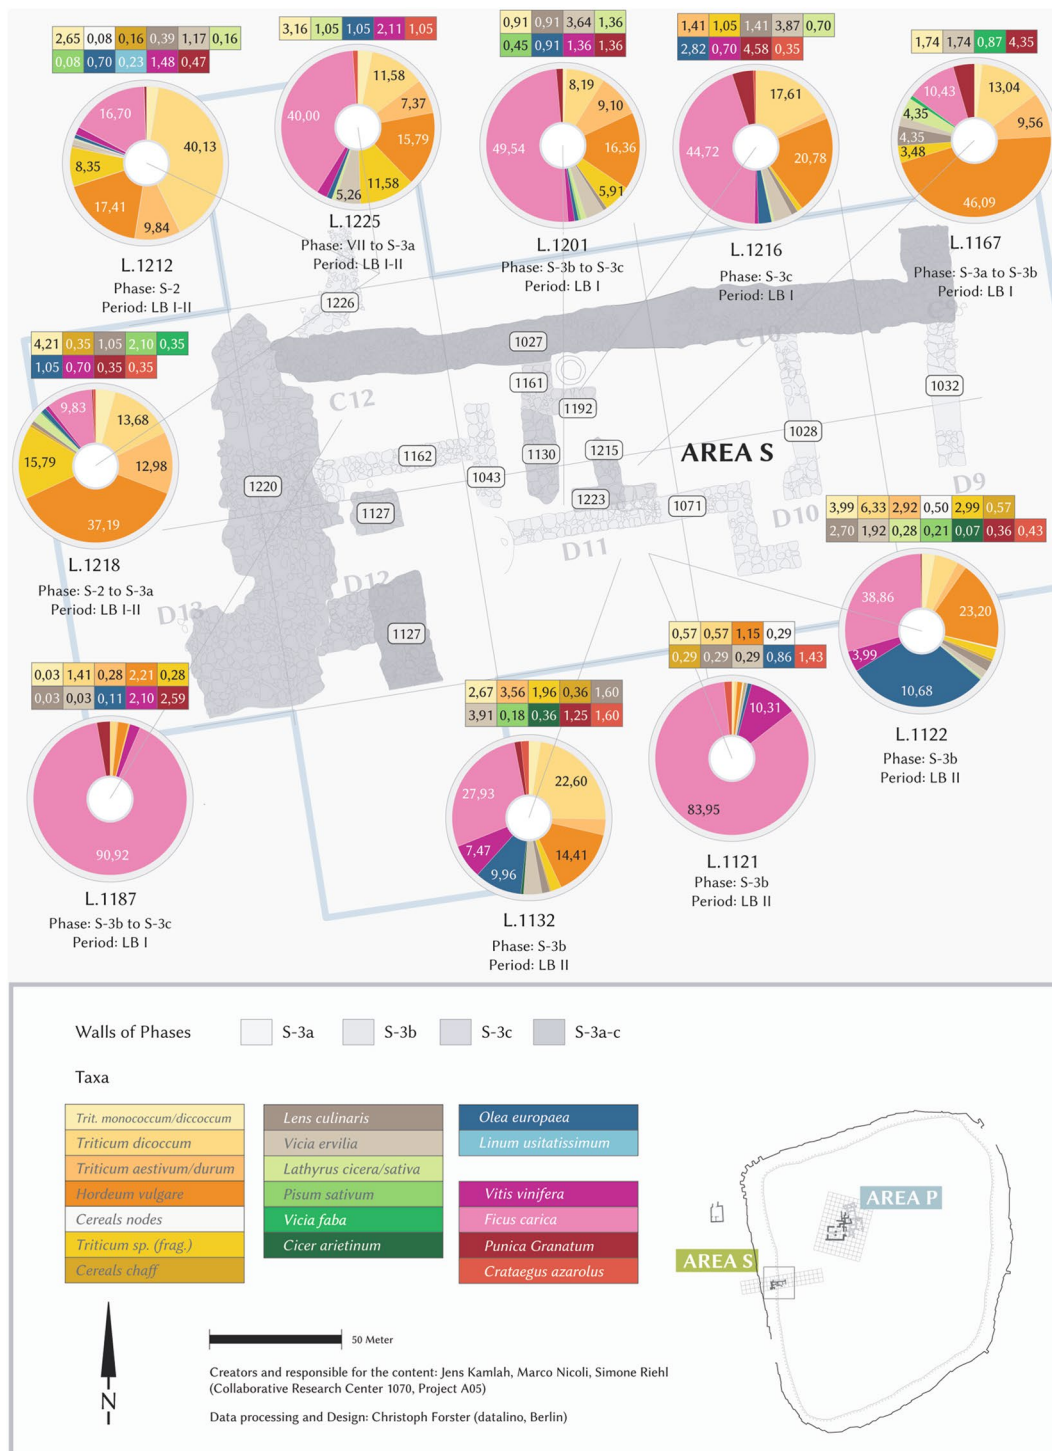 2,65 0,08 0,16 0,39 1,17 0,16
0,08 0,70 0,23 1,48 0,47
16,70
40,13
8,35
17,41
9,84
L.1212
Phase: S-2
Period: LB I-II
3,16 1,05 1,05 2,11 1,05
11,58
7,37
40,00
15,79
11,58
5,26
L.1225
Phase: VII to S-3a
Period: LB I-II
0,91 0,91 3,64 1,36
0,45 0,91 1,36 1,36
8,19
9,10
49,54
16,36
5,91
L.1201
Phase: S-3b to S-3c
Period: LB I
1,41 1,05 1,41 3,87 0,70
2,82 0,70 4,58 0,35
17,61
44,72
20,78
L.1216
Phase: S-3c
Period: LB I
1,74 1,74 0,87 4,35
10,43
13,04
4,35
9,56
4,35
3,48
46,09
L.1167
Phase: S-3a to S-3b
Period: LB I
1226
1027
C10
C9
4,21 0,35 1,05 2,10 0,35
1,05 0,70 0,35 0,35
9,83
13,68
15,79
12,98
37,19
L.1218
Phase: S-2 to S-3a
Period: LB I-II
1161
1032
C12
1192
1028
1162
1130
1215
AREA S
1220
1043
1223
1071
D9
1127
D10
D11
D12
D13
1127
3,99 6,33 2,92 0,50 2,99 0,57
2,70 1,92 0,28 0,21 0,07 0,36 0,43
38,86
23,20
3,99
10,68
L.1122
Phase: S-3b
Period: LB II
0,57 0,57 1,15 0,29
0,29 0,29 0,29 0,86 1,43
10,31
83,95
L.1121
Phase: S-3b
Period: LB II
0,03 1,41 0,28 2,21 0,28
0,03 0,03 0,11 2,10 2,59
90,92
L.1187
Phase: S-3b to S-3c
Period: LB I
2,67 3,56 1,96 0,36 1,60
3,91 0,18 0,36 1,25 1,60
22,60
27,93
7,47
14,41
9,96
L.1132
Phase: S-3b
Period: LB II
Walls of Phases S-3a S-3b S-3c S-3a-c
Taxa
Trit. monococcum/diccoccum
Triticum dicoccum
Triticum aestivum/durum
Hordeum vulgare
Cereals nodes
Triticum sp. (frag.)
Cereals chaff
Lens culinaris
Vicia ervilia
Lathyrus cicera/sativa
Pisum sativum
Vicia faba
Cicer arietinum
Olea europaea
Linum usitatissimum
Vitis vinifera
Ficus carica
Punica Granatum
Crataegus azarolus
AREA P
AREA S
N
50 Meter
Creators and responsible for the content: Jens Kamlah, Marco Nicoli, Simone Riehl
(Collaborative Research Center 1070, Project A05)
Data processing and Design: Christoph Forster (datalino, Berlin)